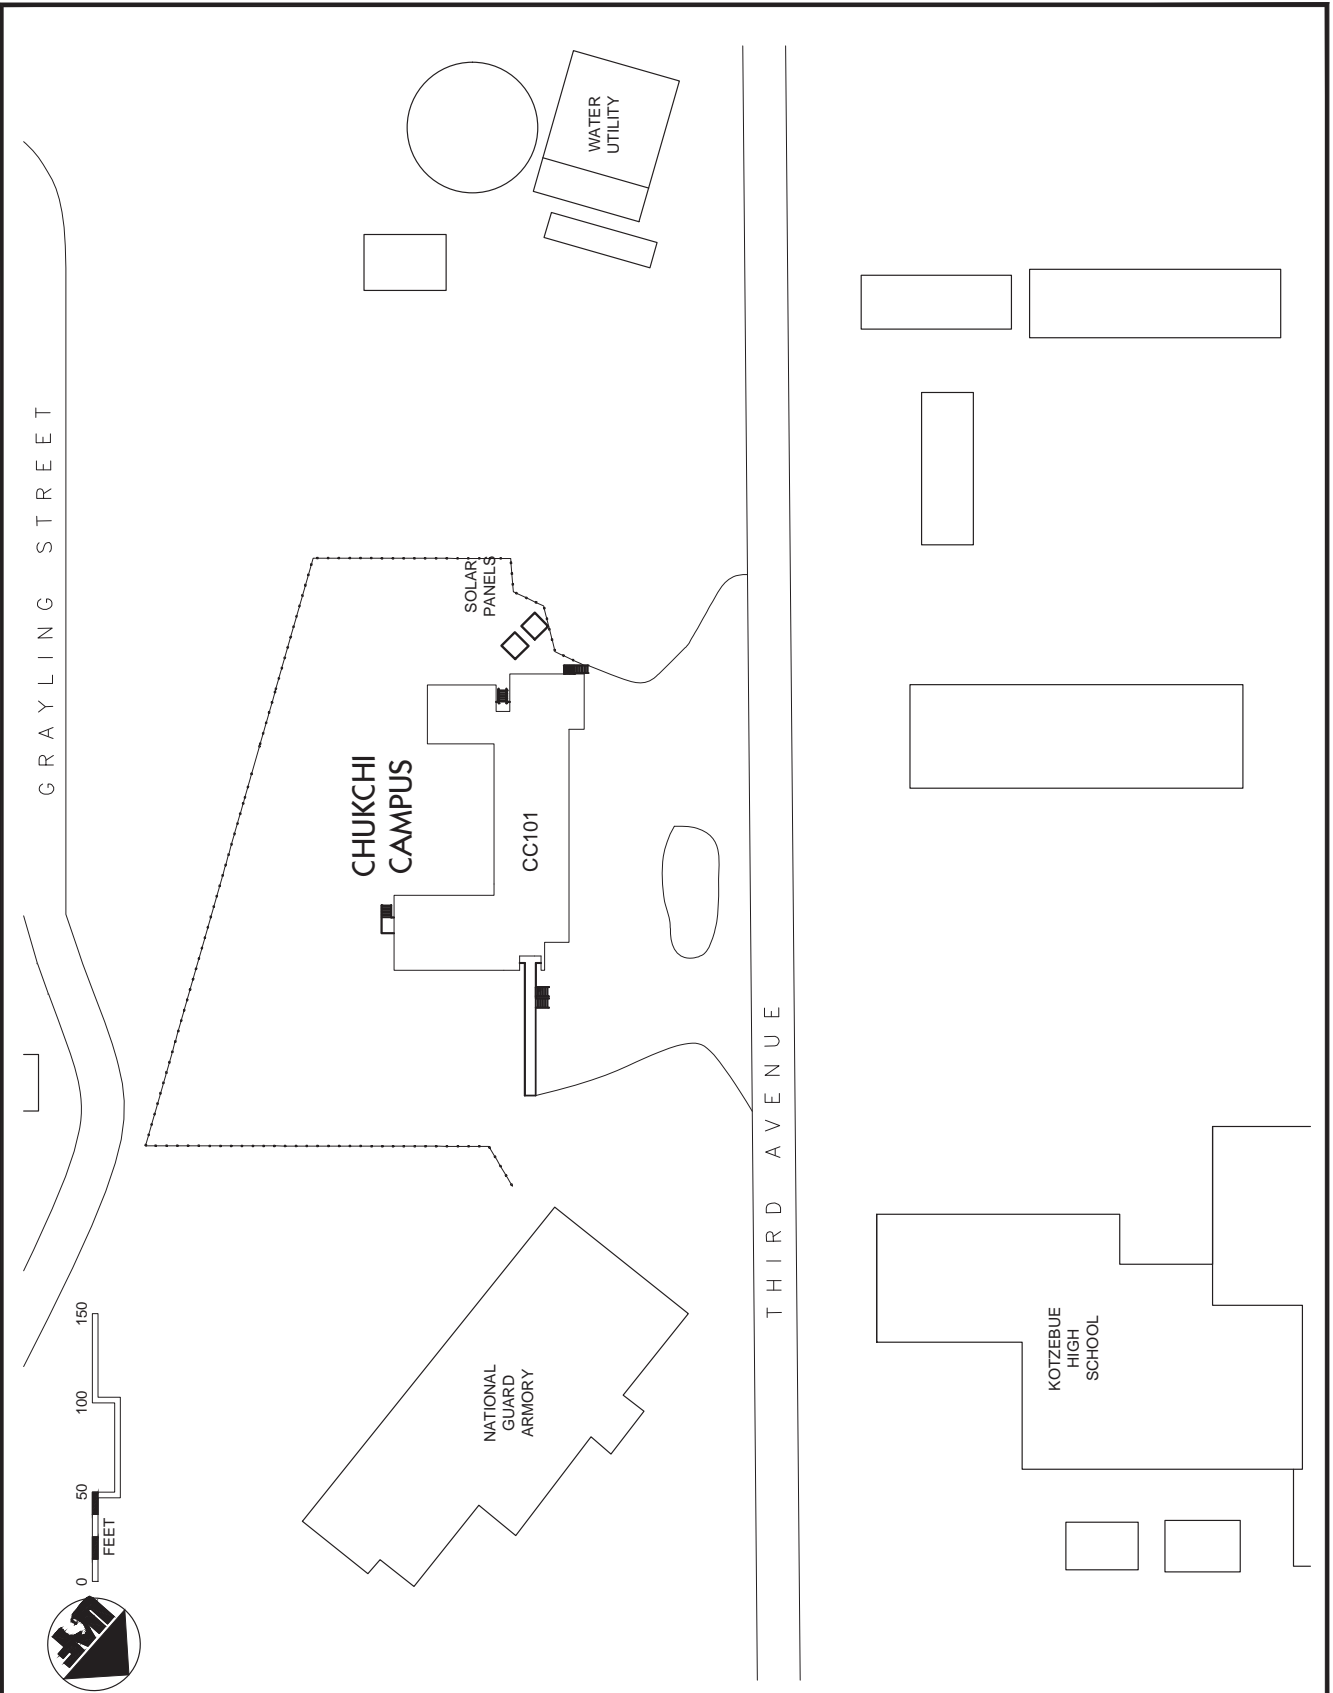 WATER
UTILITY
GRAYLING STREET
SOLAR
PANELS
CHUKCHI
CAMPUS
CC101
THIRD AVENUE
NATIONAL
GUARD
ARMORY
KOTZEBUE
HIGH
SCHOOL
0 50 100 150
FEET